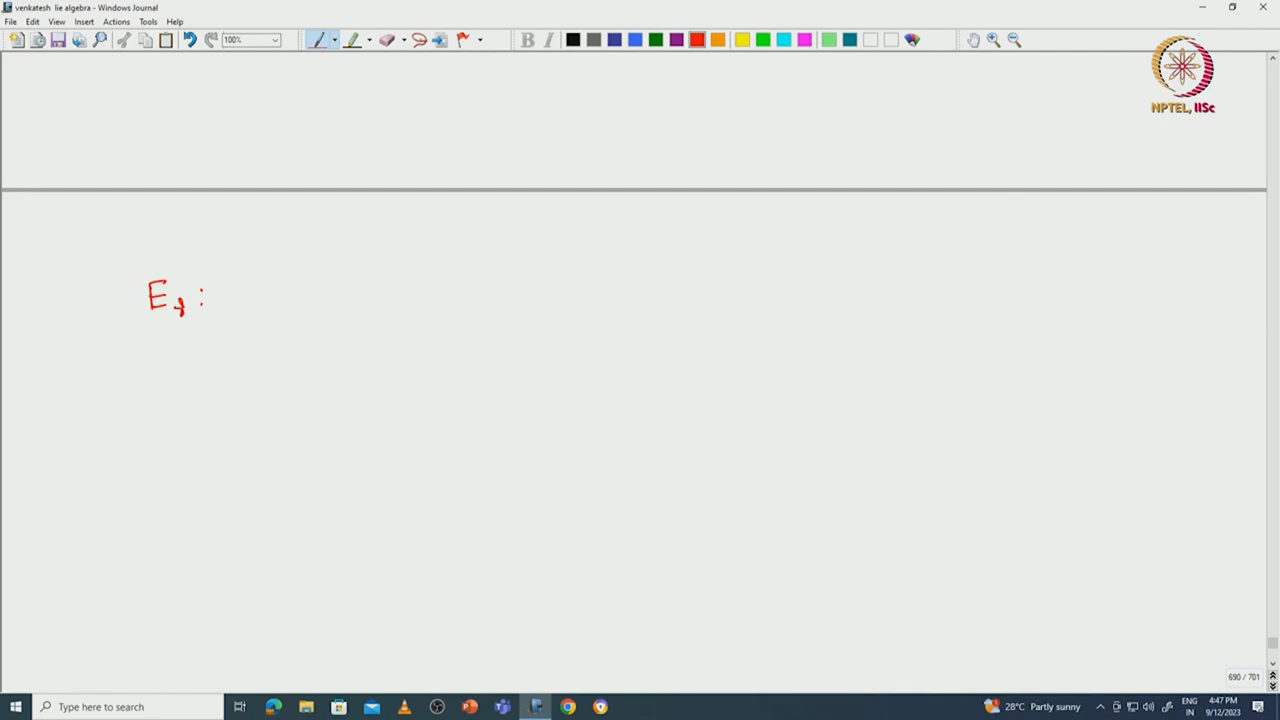 venkatesh lie algebra - Windows Journal
File Edit View Insert Actions Tools Help
100%
B I
NPTEL, IISc
E₈ :
690 / 701
Type here to search
28°C Partly sunny
ENG
IN
4:47 PM
9/12/2023